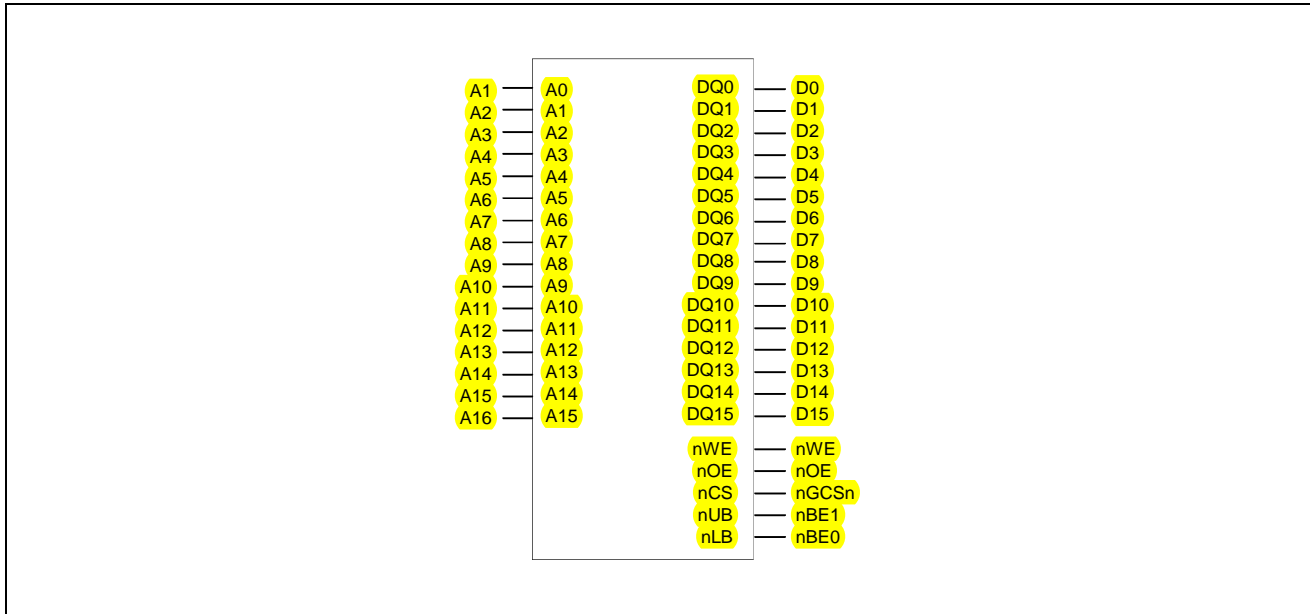 A1 A0 DQ0 D0
A2 A1 DQ1 D1
A3 A2 DQ2 D2
A4 A3 DQ3 D3
A5 A4 DQ4 D4
A6 A5 DQ5 D5
A7 A6 DQ6 D6
A8 A7 DQ7 D7
A9 A8 DQ8 D8
A10 A9 DQ9 D9
A11 A10 DQ10 D10
A12 A11 DQ11 D11
A13 A12 DQ12 D12
A14 A13 DQ13 D13
A15 A14 DQ14 D14
A16 A15 DQ15 D15
nWE nWE
nOE nOE
nCS nGCSn
nUB nBE1
nLB nBE0